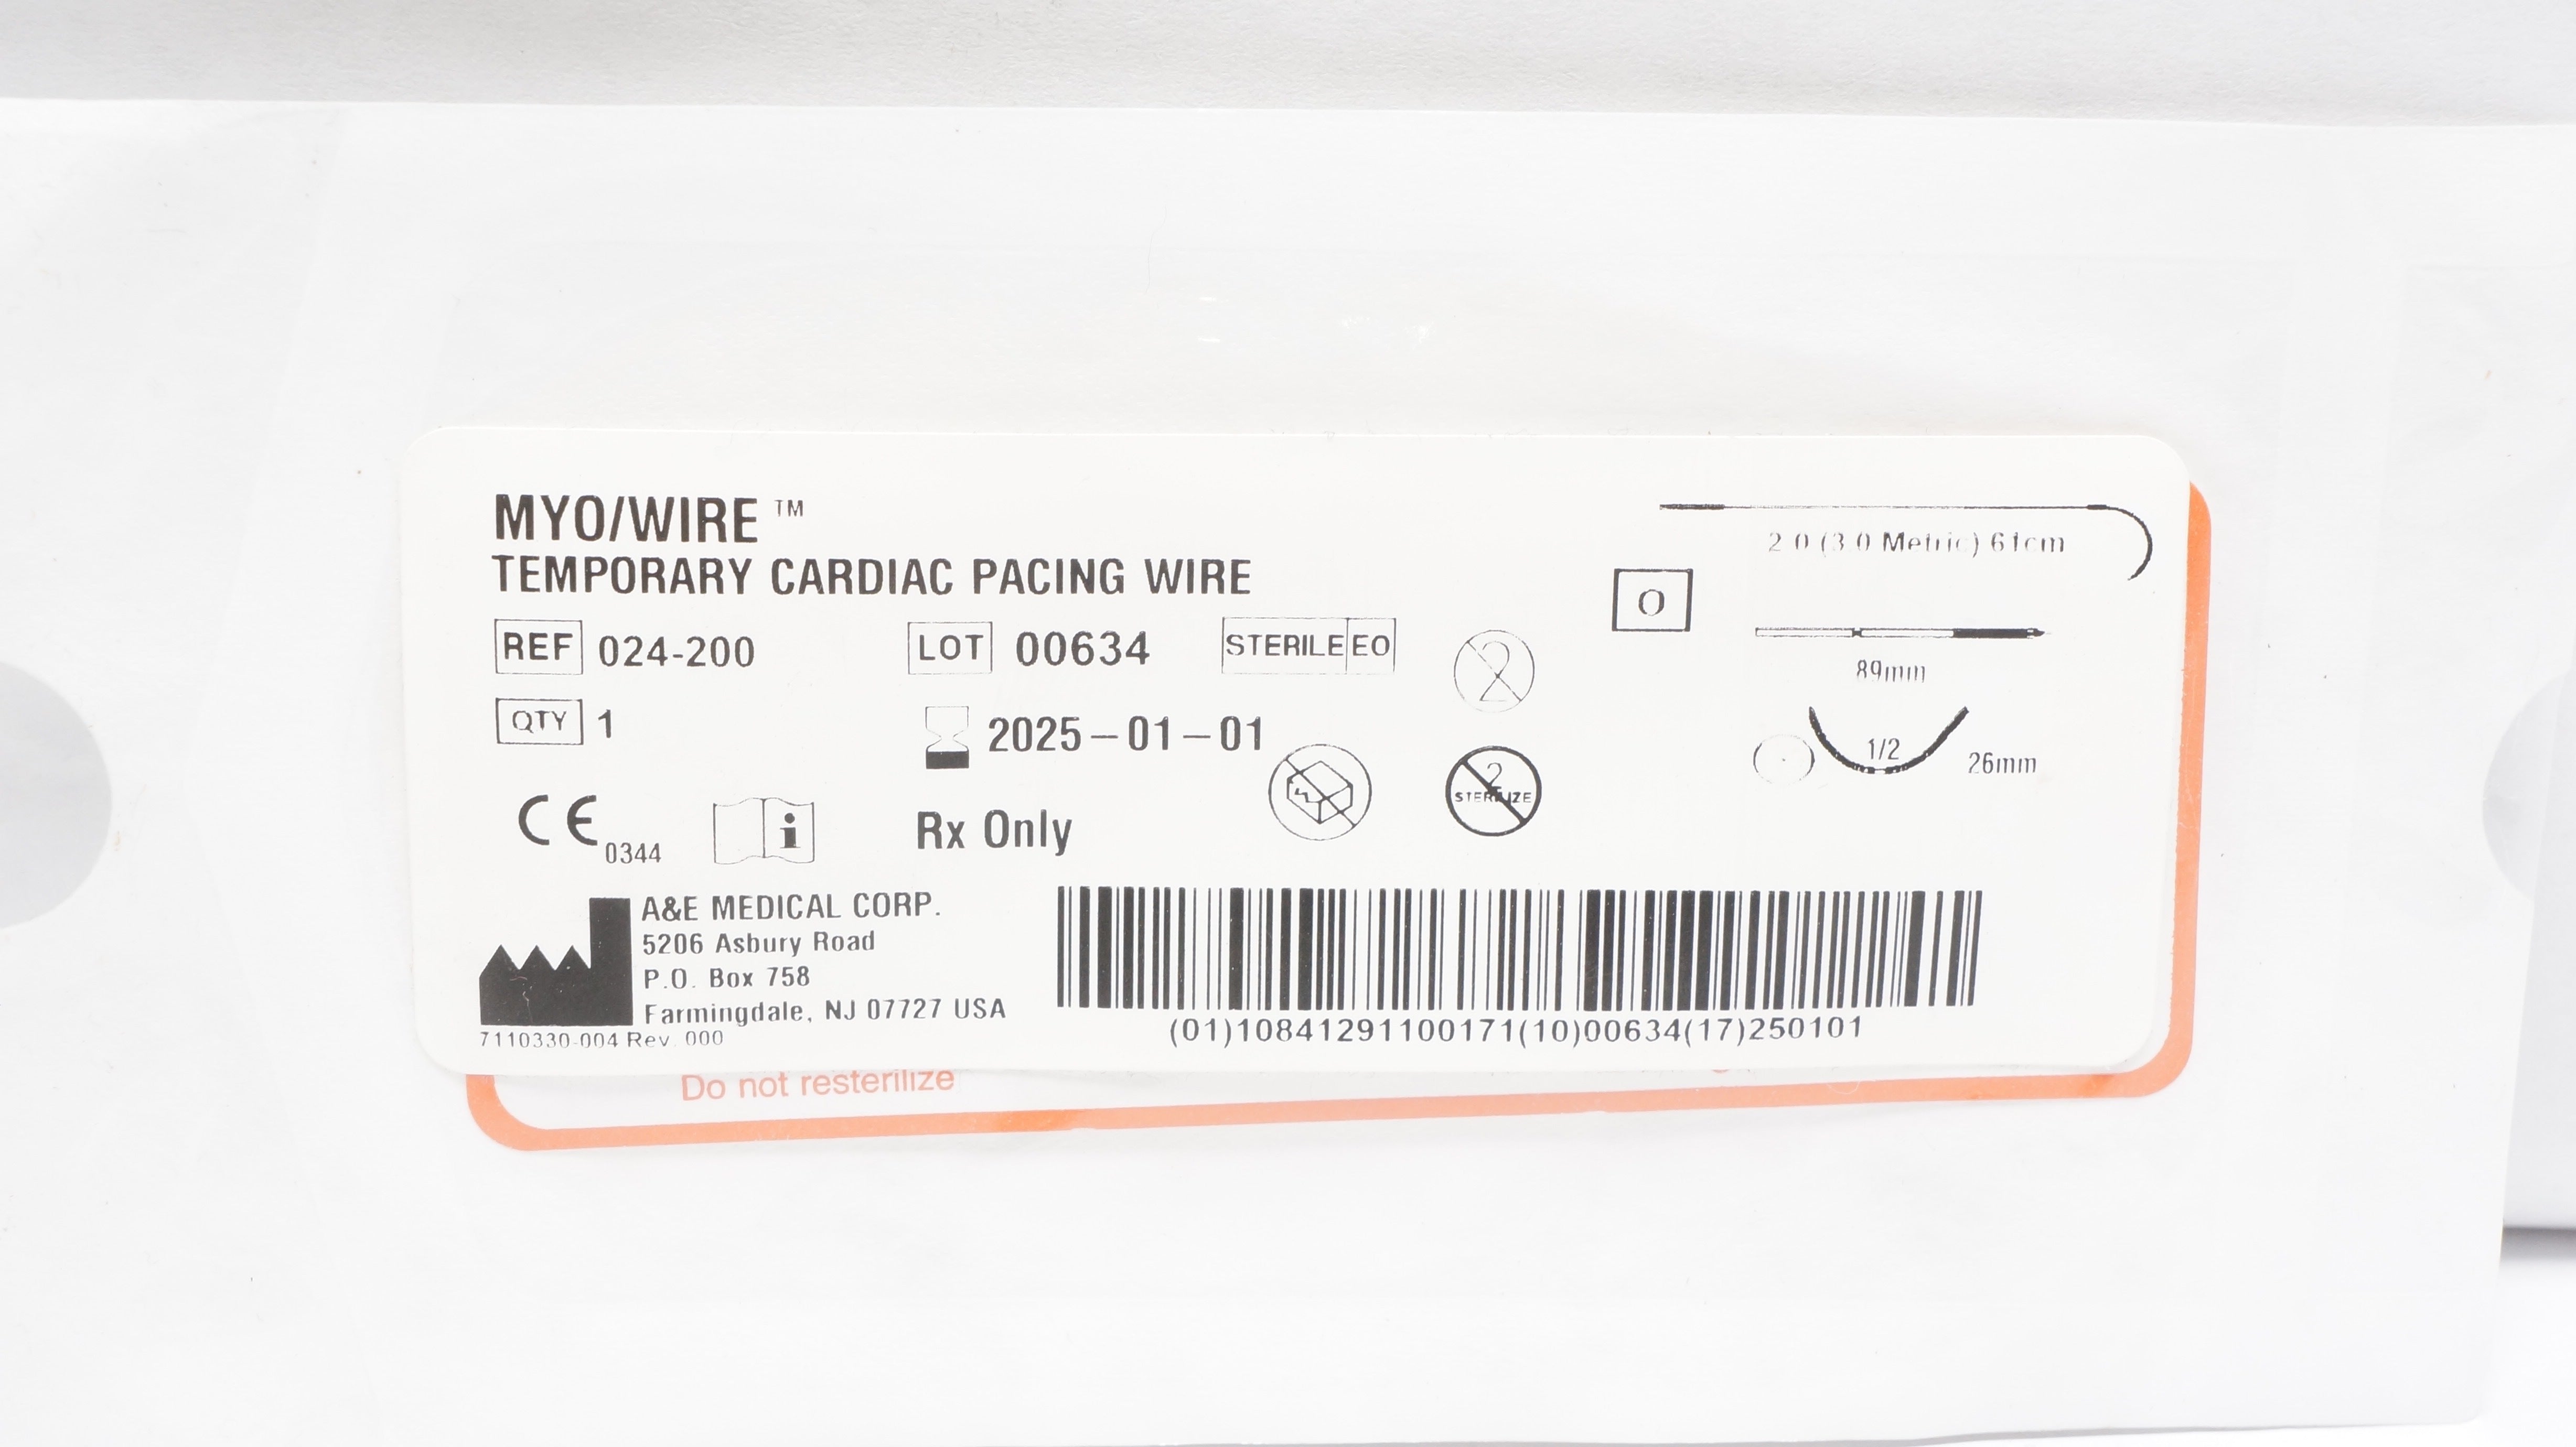 MYO/WIRE™
TEMPORARY CARDIAC PACING WIRE
REF 024-200
LOT 00634
STERILE EO
2
QTY 1
2025-01-01
2
STERILIZE
CE 0344
i
Rx Only
O
2 0 (3.0 Metric) 61cm
89mm
1/2
26mm
A&E MEDICAL CORP.
5206 Asbury Road
P.O. Box 758
Farmingdale, NJ 07727 USA
7110330-004 Rev. 000
(01)10841291100171(10)00634(17)250101
Do not resterilize